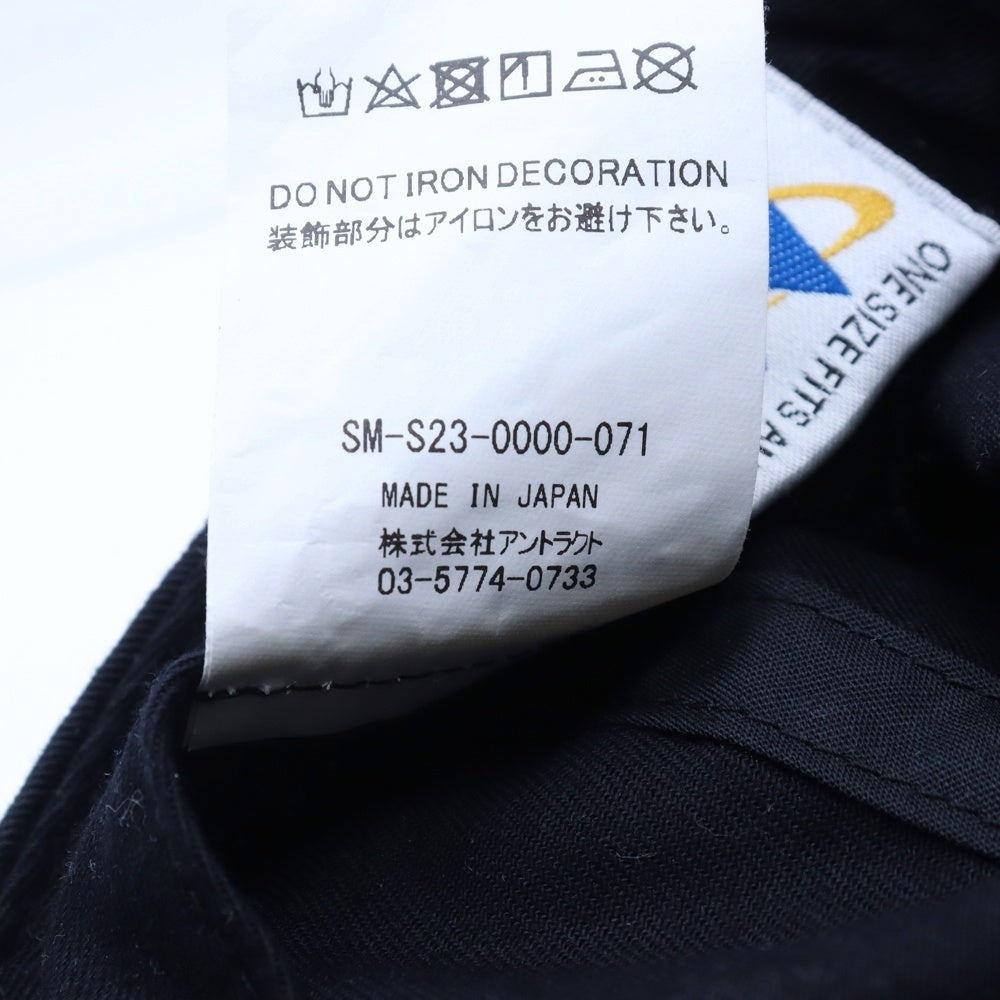 DO NOT IRON DECORATION
装飾部分はアイロンをお避け下さい。
SM-S23-0000-071
MADE IN JAPAN
株式会社アントラクト
03-5774-0733
ONE SIZE FITS